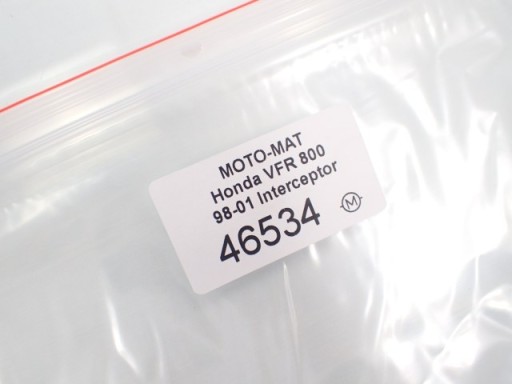 MOTO-MAT
Honda VFR 800
98-01 Interceptor
46534
M